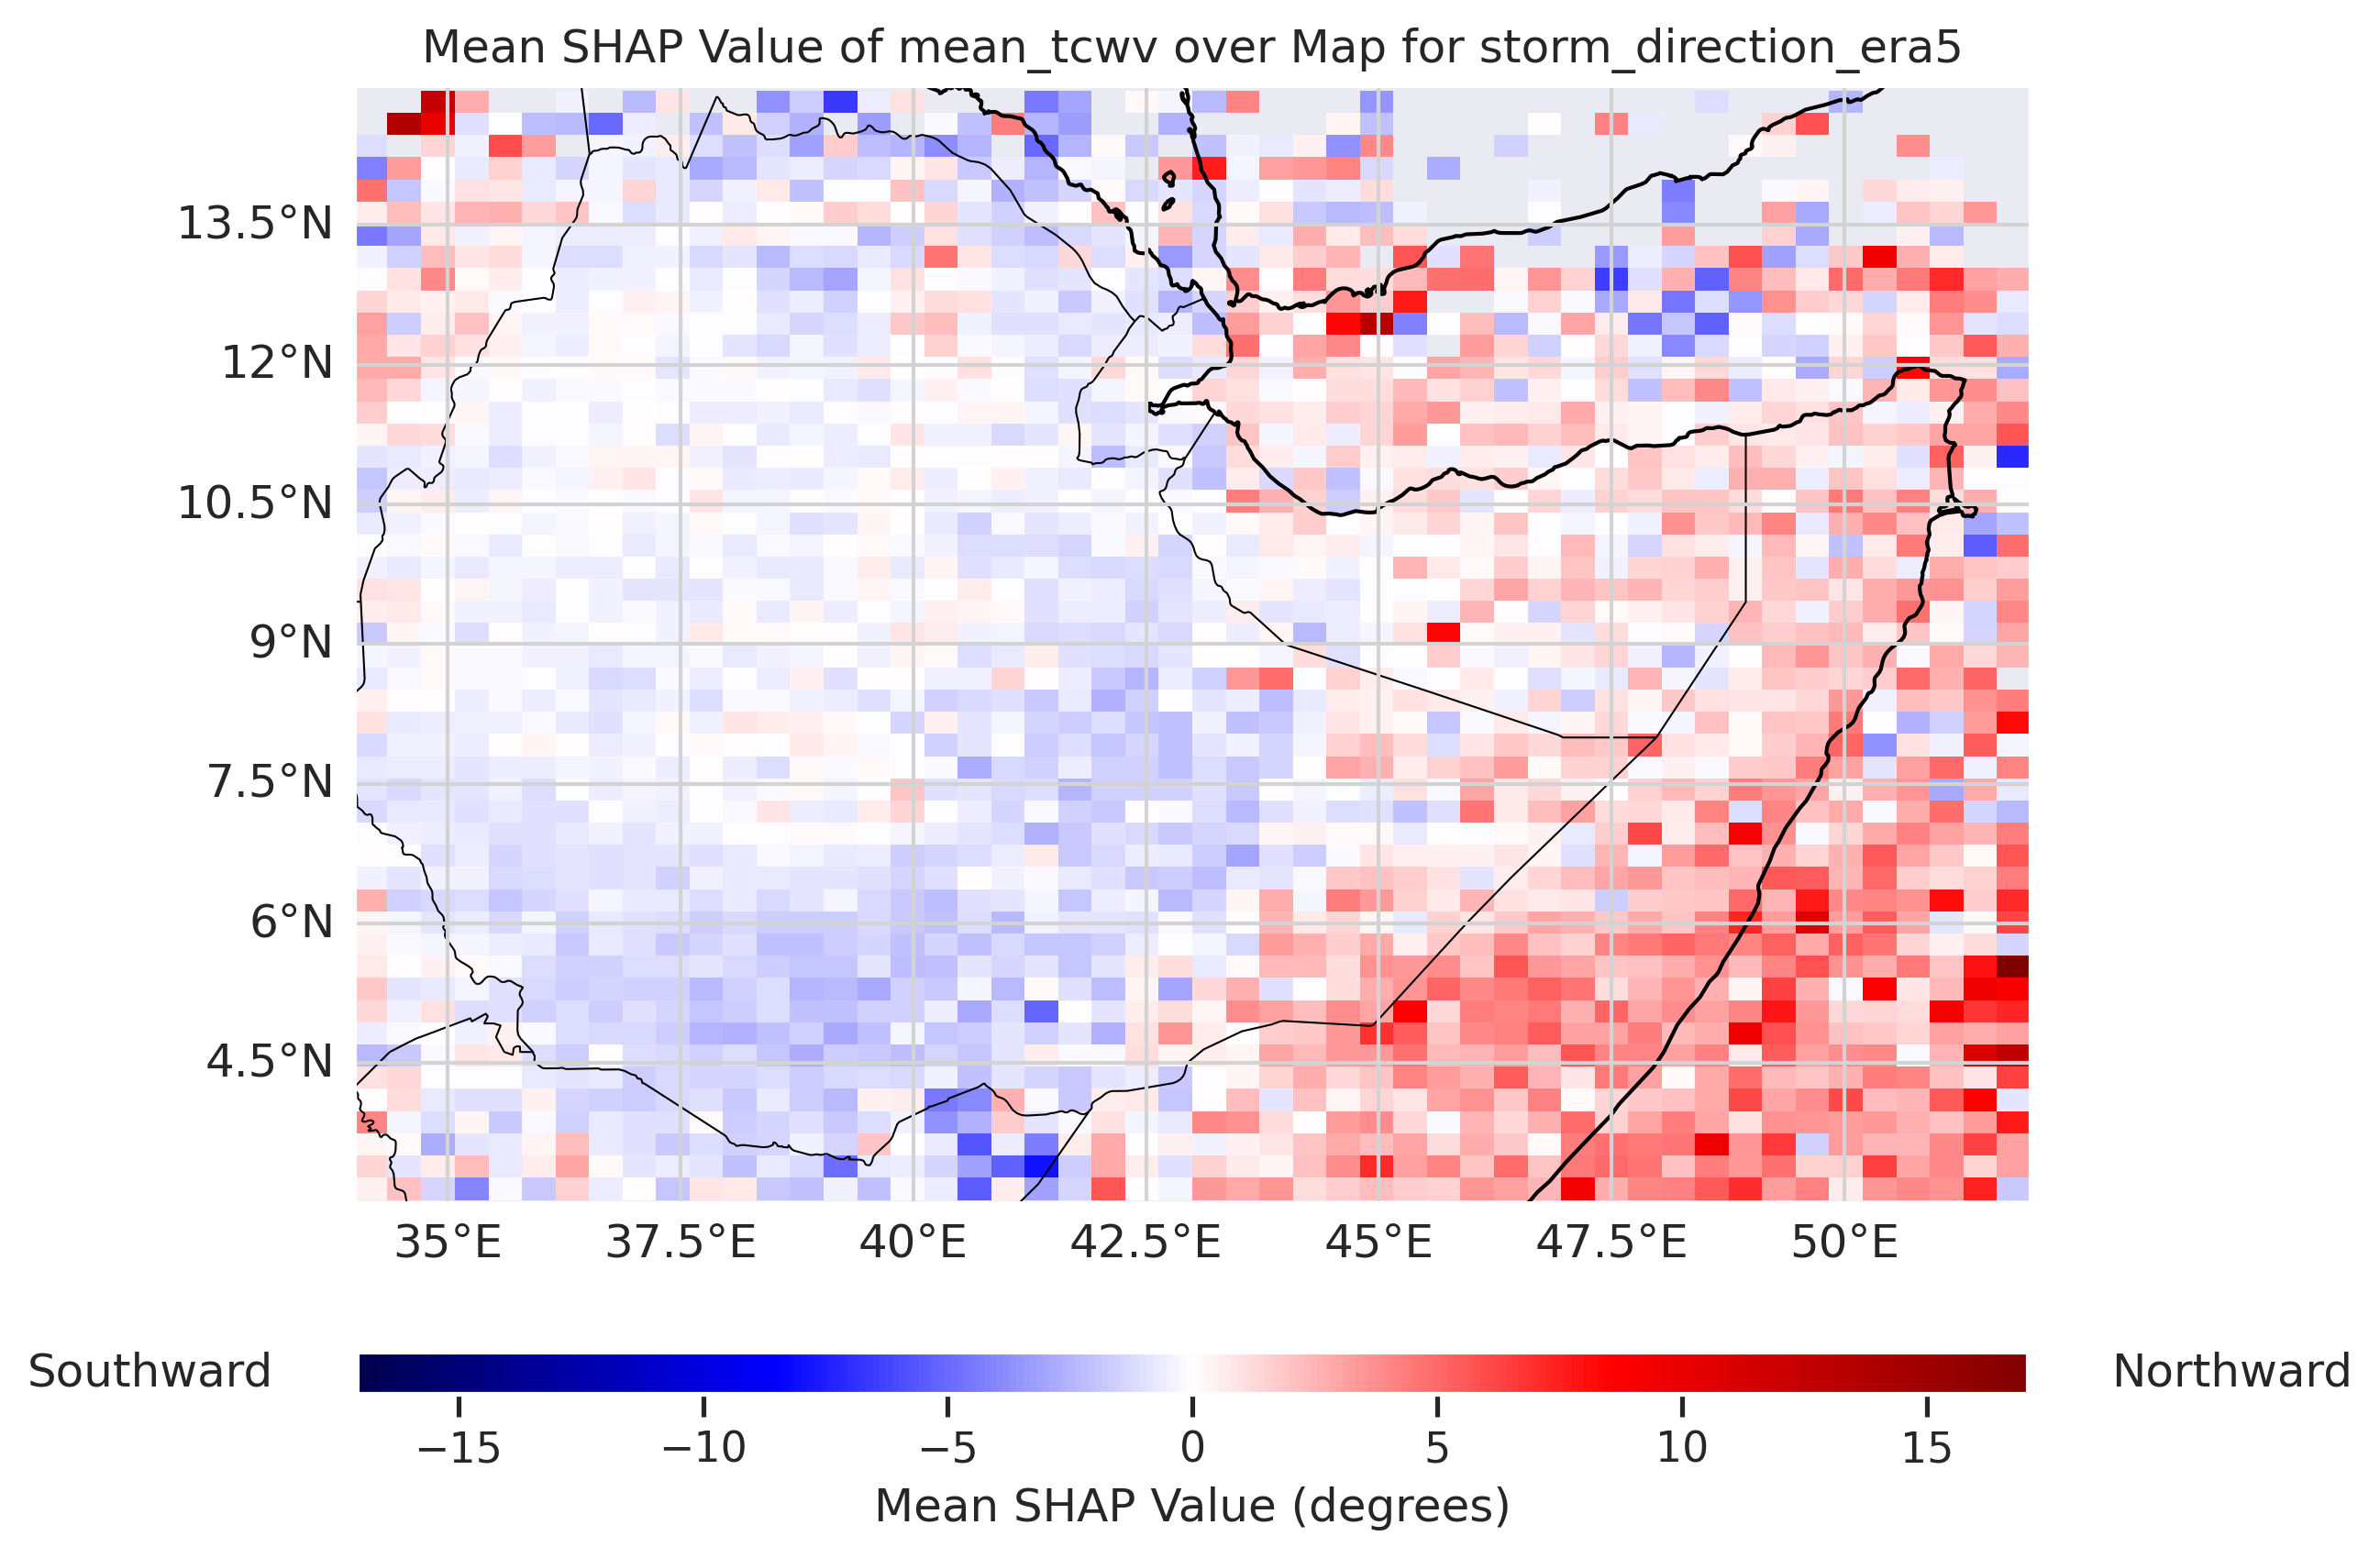 Mean SHAP Value of mean_tcwv over Map for storm_direction_era5
13.5°N
12°N
10.5°N
9°N
7.5°N
6°N
4.5°N
35°E 37.5°E 40°E 42.5°E 45°E 47.5°E 50°E
Southward Northward
−15 −10 −5 0 5 10 15
Mean SHAP Value (degrees)